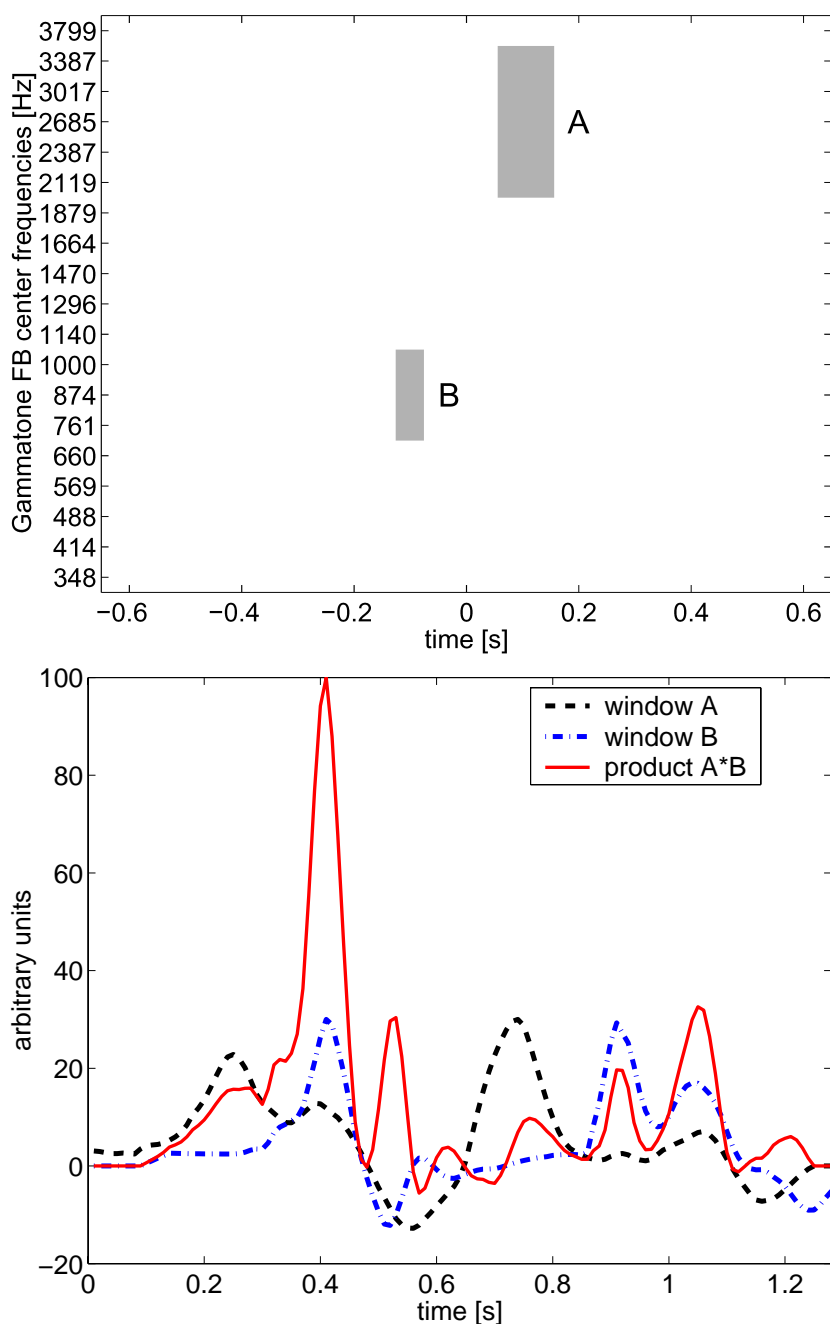 Gammatone FB center frequencies [Hz]
3799
3387
3017
2685
2387
2119
1879
1664
1470
1296
1140
1000
874
761
660
569
488
414
348
A
B
−0.6 −0.4 −0.2 0 0.2 0.4 0.6
time [s]
arbitrary units
100
80
60
40
20
0
−20
window A
window B
product A*B
0 0.2 0.4 0.6 0.8 1 1.2
time [s]